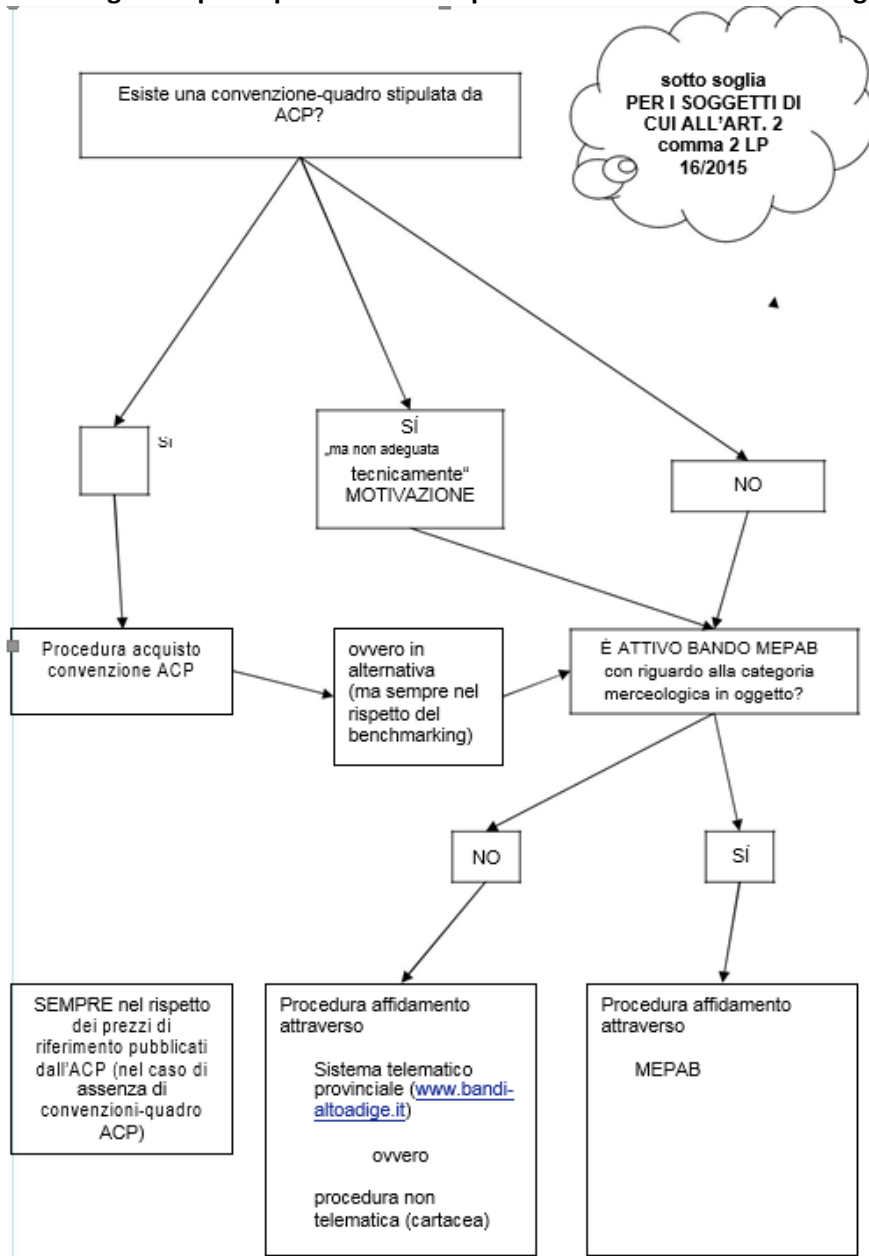 Esiste una convenzione-quadro stipulata da
ACP?
sotto soglia
PER I SOGGETTI DI
CUI ALL'ART. 2
comma 2 LP
16/2015
Sì
SÍ
„ma non adeguata
tecnicamente“
MOTIVAZIONE
NO
Procedura acquisto
convenzione ACP
ovvero in
alternativa
(ma sempre nel
rispetto del
benchmarking)
È ATTIVO BANDO MEPAB
con riguardo alla categoria
merceologica in oggetto?
NO
SÍ
SEMPRE nel rispetto
dei prezzi di
riferimento pubblicati
dall'ACP (nel caso di
assenza di
convenzioni-quadro
ACP)
Procedura affidamento
attraverso
Sistema telematico
provinciale (www.bandi-
altoadige.it)
ovvero
procedura non
telematica (cartacea)
Procedura affidamento
attraverso
MEPAB